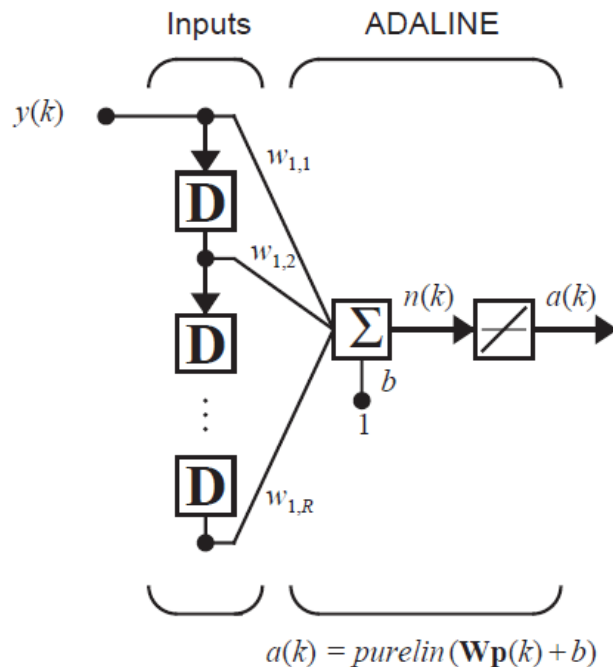 Inputs ADALINE
y(k)
w1,1
D
w1,2
n(k) a(k)
Σ
D
b
1
⋮
D
w1,R
a(k) = purelin(Wp(k) + b)